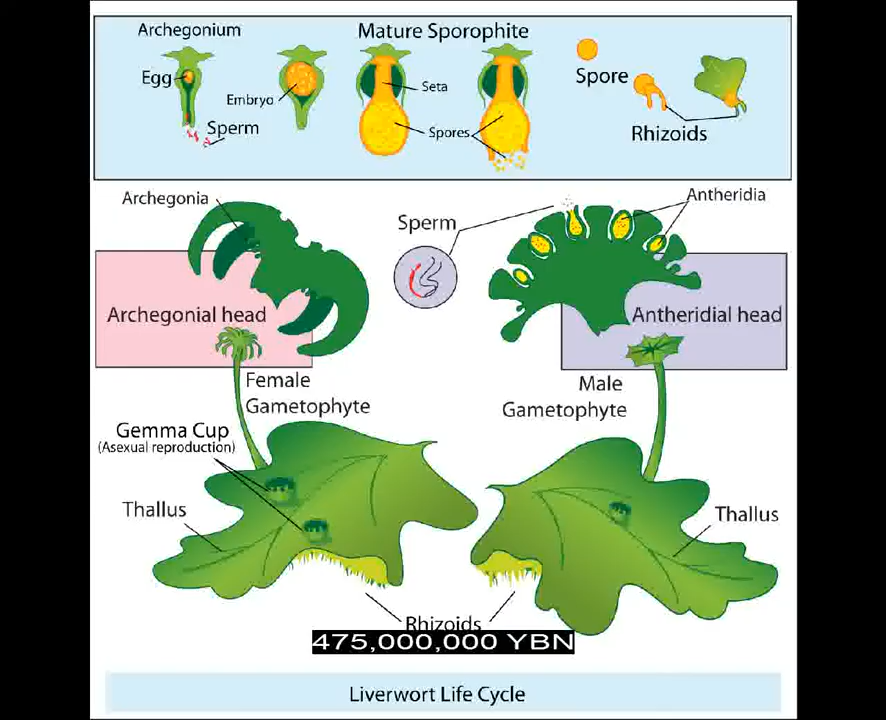 Archegonium
Mature Sporophite
Egg
Embryo
Sperm
Seta
Spores
Spore
Rhizoids
Archegonia
Antheridia
Sperm
Archegonial head
Antheridial head
Female
Gametophyte
Male
Gametophyte
Gemma Cup
(Asexual reproduction)
Thallus
Thallus
Rhizoids
475,000,000 YBN
Liverwort Life Cycle